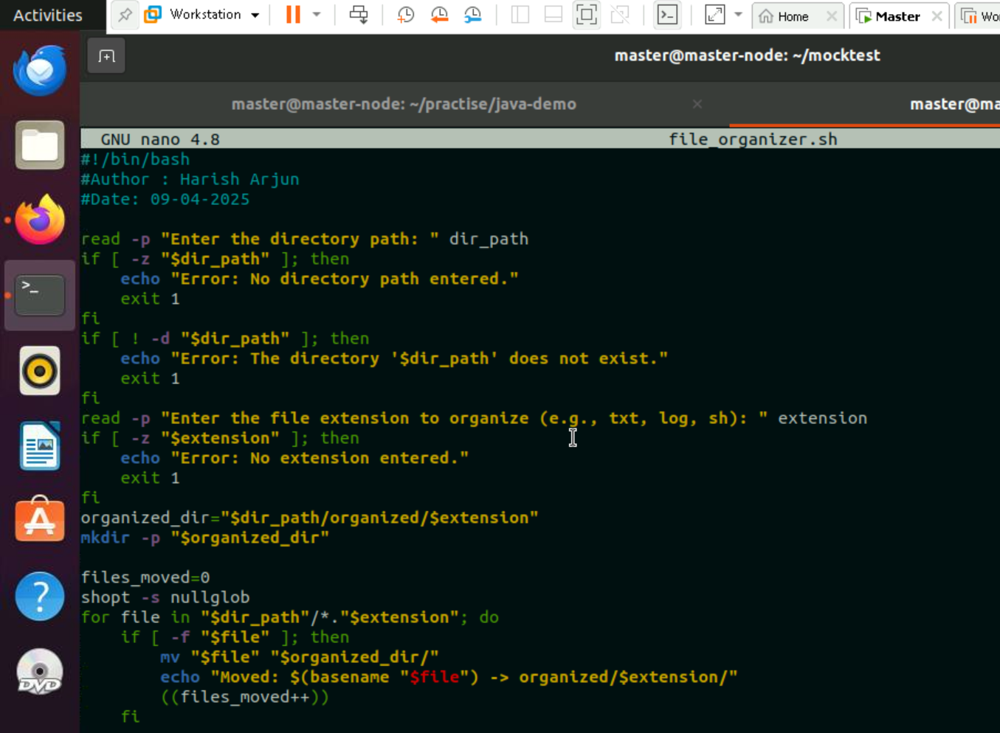 Activities
Workstation
Home
Master
Wo
master@master-node: ~/mocktest
master@master-node: ~/practise/java-demo
master@ma
GNU nano 4.8 file_organizer.sh
#!/bin/bash
#Author : Harish Arjun
#Date: 09-04-2025
read -p "Enter the directory path: " dir_path
if [ -z "$dir_path" ]; then
    echo "Error: No directory path entered."
    exit 1
fi
if [ ! -d "$dir_path" ]; then
    echo "Error: The directory '$dir_path' does not exist."
    exit 1
fi
read -p "Enter the file extension to organize (e.g., txt, log, sh): " extension
if [ -z "$extension" ]; then
    echo "Error: No extension entered."
    exit 1
fi
organized_dir="$dir_path/organized/$extension"
mkdir -p "$organized_dir"
files_moved=0
shopt -s nullglob
for file in "$dir_path"/*."$extension"; do
    if [ -f "$file" ]; then
        mv "$file" "$organized_dir/"
        echo "Moved: $(basename "$file") -> organized/$extension/"
        ((files_moved++))
    fi
>_
?
DVD